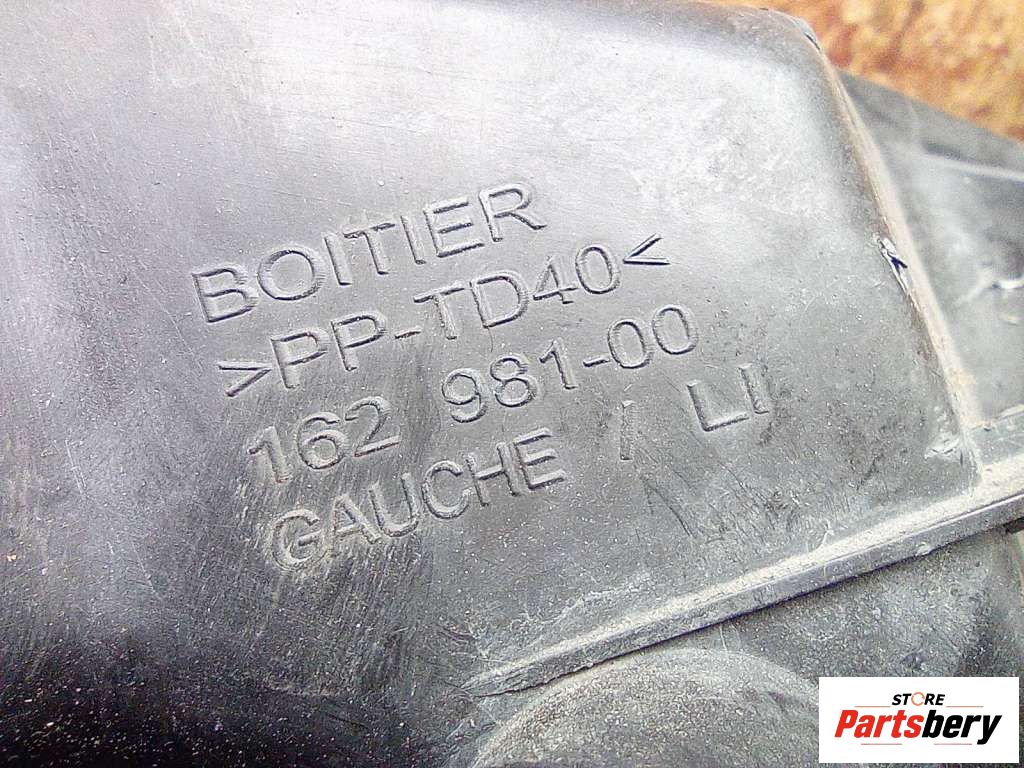 BOITIER
>PP-TD40<
162 981-00
GAUCHE I LI
STORE
Partsbery